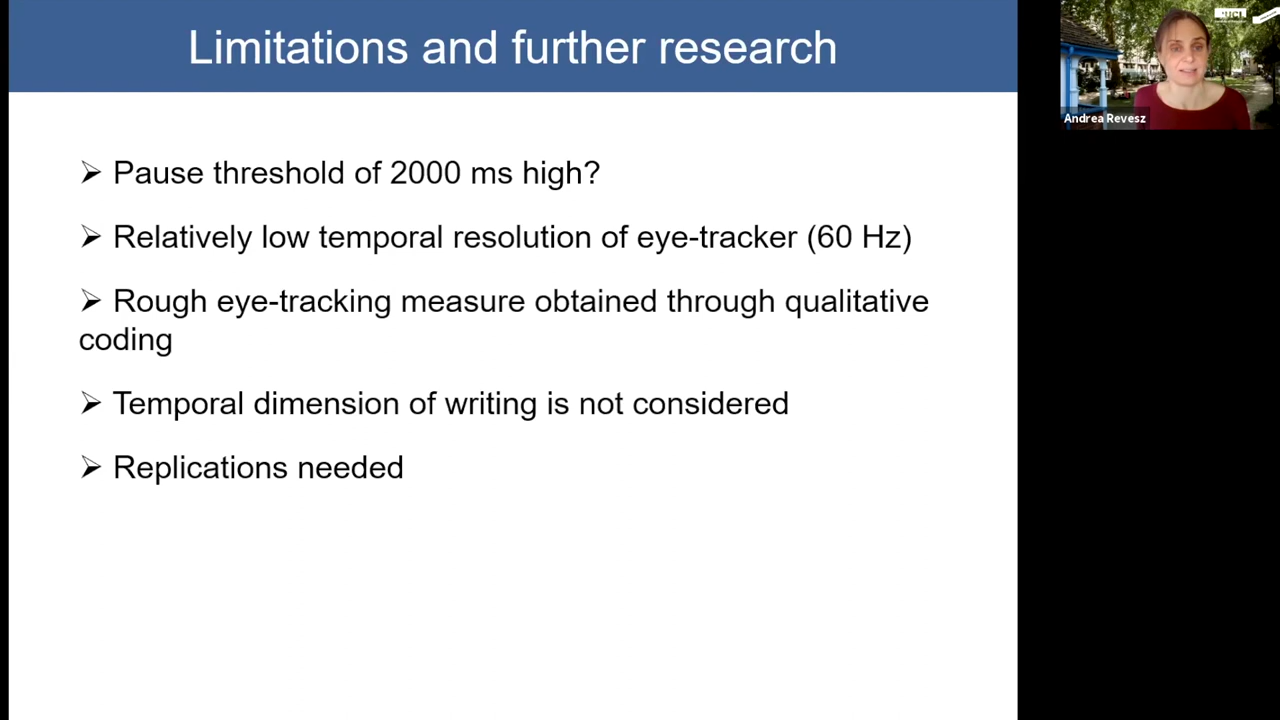 Limitations and further research
➢ Pause threshold of 2000 ms high?
➢ Relatively low temporal resolution of eye-tracker (60 Hz)
➢ Rough eye-tracking measure obtained through qualitative
coding
➢ Temporal dimension of writing is not considered
➢ Replications needed
Andrea Revesz